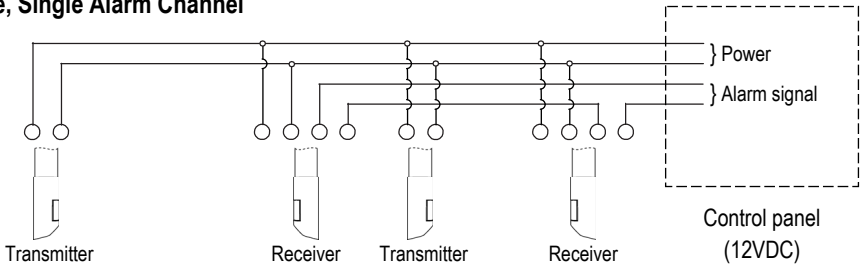 e, Single Alarm Channel
} Power
} Alarm signal
Transmitter Receiver Transmitter Receiver
Control panel
(12VDC)